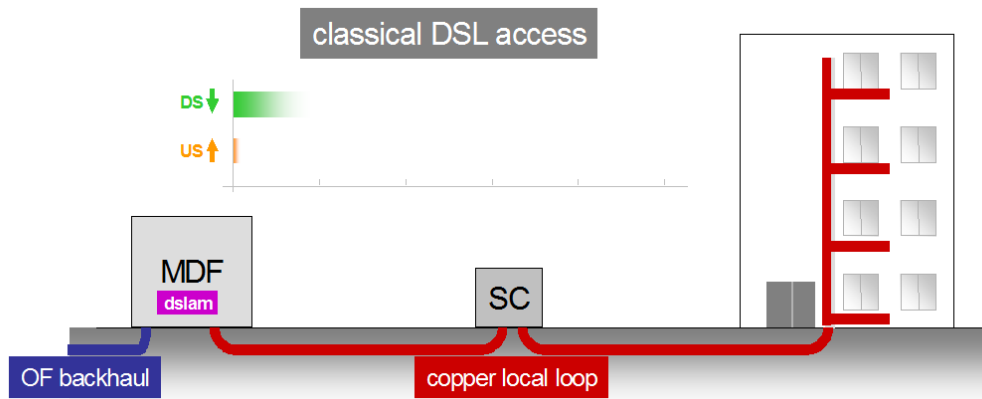 classical DSL access
DS
US
MDF
dslam
SC
OF backhaul
copper local loop